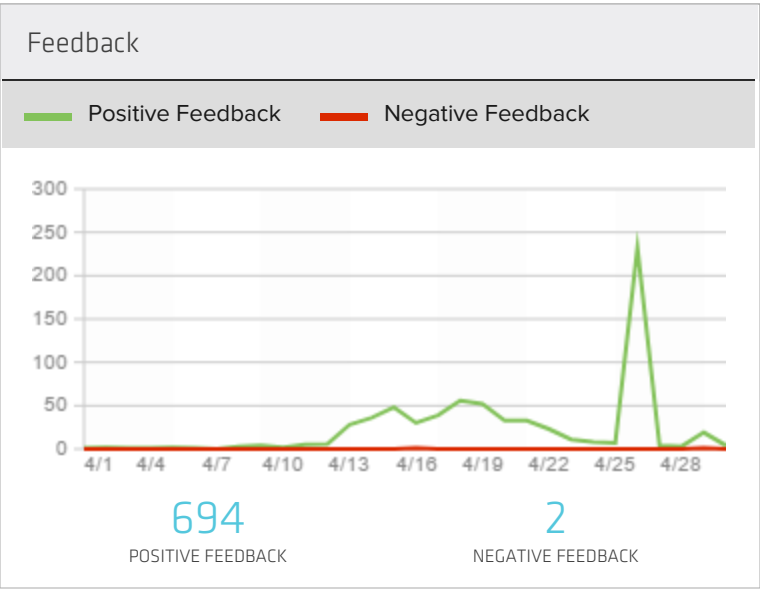 Feedback
Positive Feedback Negative Feedback
300
250
200
150
100
50
0
4/1 4/4 4/7 4/10 4/13 4/16 4/19 4/22 4/25 4/28
694 2
POSITIVE FEEDBACK NEGATIVE FEEDBACK